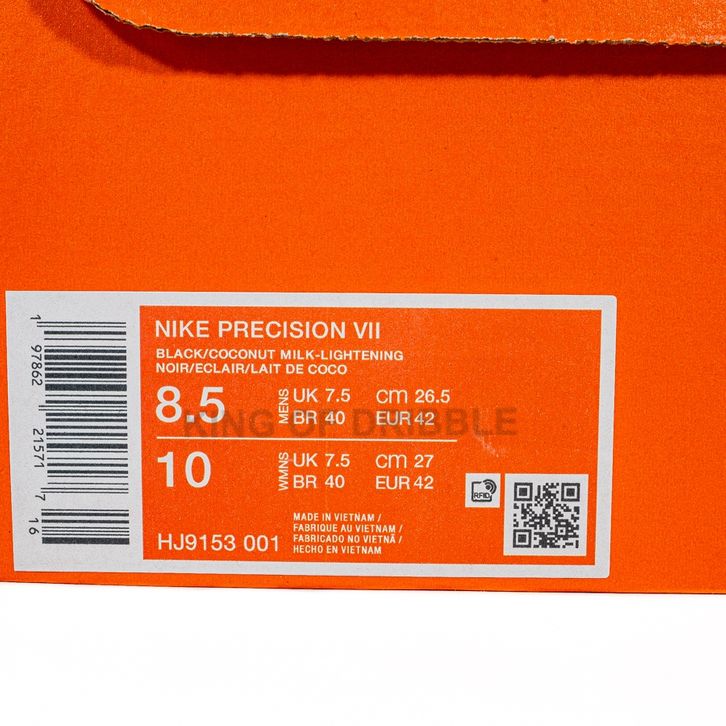 1 97862 21571 7 16
NIKE PRECISION VII
BLACK/COCONUT MILK-LIGHTENING
NOIR/ECLAIR/LAIT DE COCO
8.5 MENS UK 7.5 cm 26.5
BR 40 EUR 42
KING OF DRIBBLE
10 WMNS UK 7.5 cm 27
BR 40 EUR 42
RFID
HJ9153 001
MADE IN VIETNAM /
FABRIQUE AU VIETNAM /
FABRICADO NO VIETNÃ /
HECHO EN VIETNAM